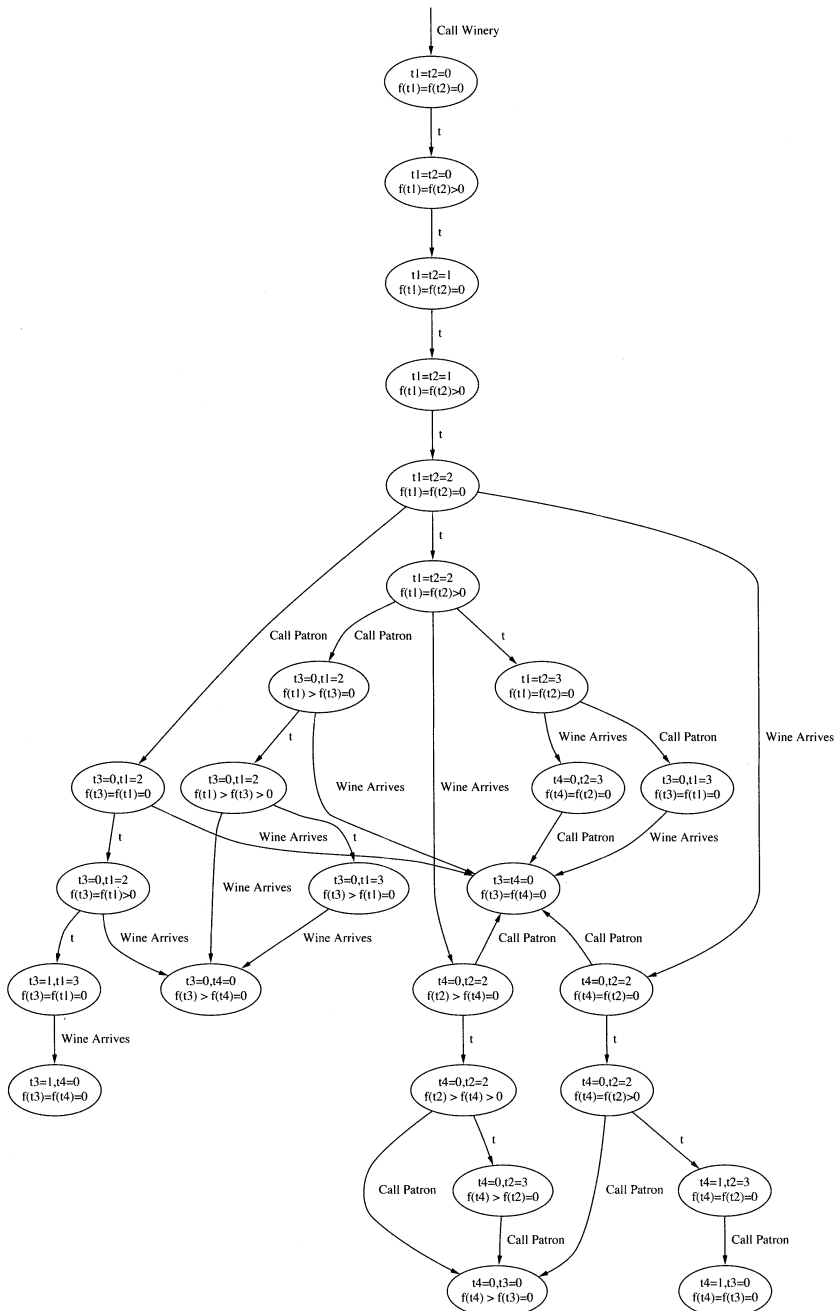 Call Winery
t1=t2=0
f(t1)=f(t2)=0
t
t1=t2=0
f(t1)=f(t2)>0
t
t1=t2=1
f(t1)=f(t2)=0
t
t1=t2=1
f(t1)=f(t2)>0
t
t1=t2=2
f(t1)=f(t2)=0
t
t1=t2=2
f(t1)=f(t2)>0
Call Patron
Call Patron
t
t3=0,t1=2
f(t1) > f(t3)=0
t1=t2=3
f(t1)=f(t2)=0
t
Wine Arrives
Call Patron
Wine Arrives
t3=0,t1=2
f(t3)=f(t1)=0
t3=0,t1=2
f(t1) > f(t3) > 0
Wine Arrives
Wine Arrives
t4=0,t2=3
f(t4)=f(t2)=0
t3=0,t1=3
f(t3)=f(t1)=0
t
Wine Arrives
t
Call Patron
Wine Arrives
t3=0,t1=2
f(t3)=f(t1)>0
Wine Arrives
t3=0,t1=3
f(t3) > f(t1)=0
t3=t4=0
f(t3)=f(t4)=0
t
Wine Arrives
Wine Arrives
Call Patron
Call Patron
t3=1,t1=3
f(t3)=f(t1)=0
t3=0,t4=0
f(t3) > f(t4)=0
t4=0,t2=2
f(t2) > f(t4)=0
t4=0,t2=2
f(t4)=f(t2)=0
Wine Arrives
t
t
t3=1,t4=0
f(t3)=f(t4)=0
t4=0,t2=2
f(t2) > f(t4) > 0
t4=0,t2=2
f(t4)=f(t2)>0
t
t
Call Patron
t4=0,t2=3
f(t4) > f(t2)=0
Call Patron
t4=1,t2=3
f(t4)=f(t2)=0
Call Patron
Call Patron
t4=0,t3=0
f(t4) > f(t3)=0
t4=1,t3=0
f(t4)=f(t3)=0